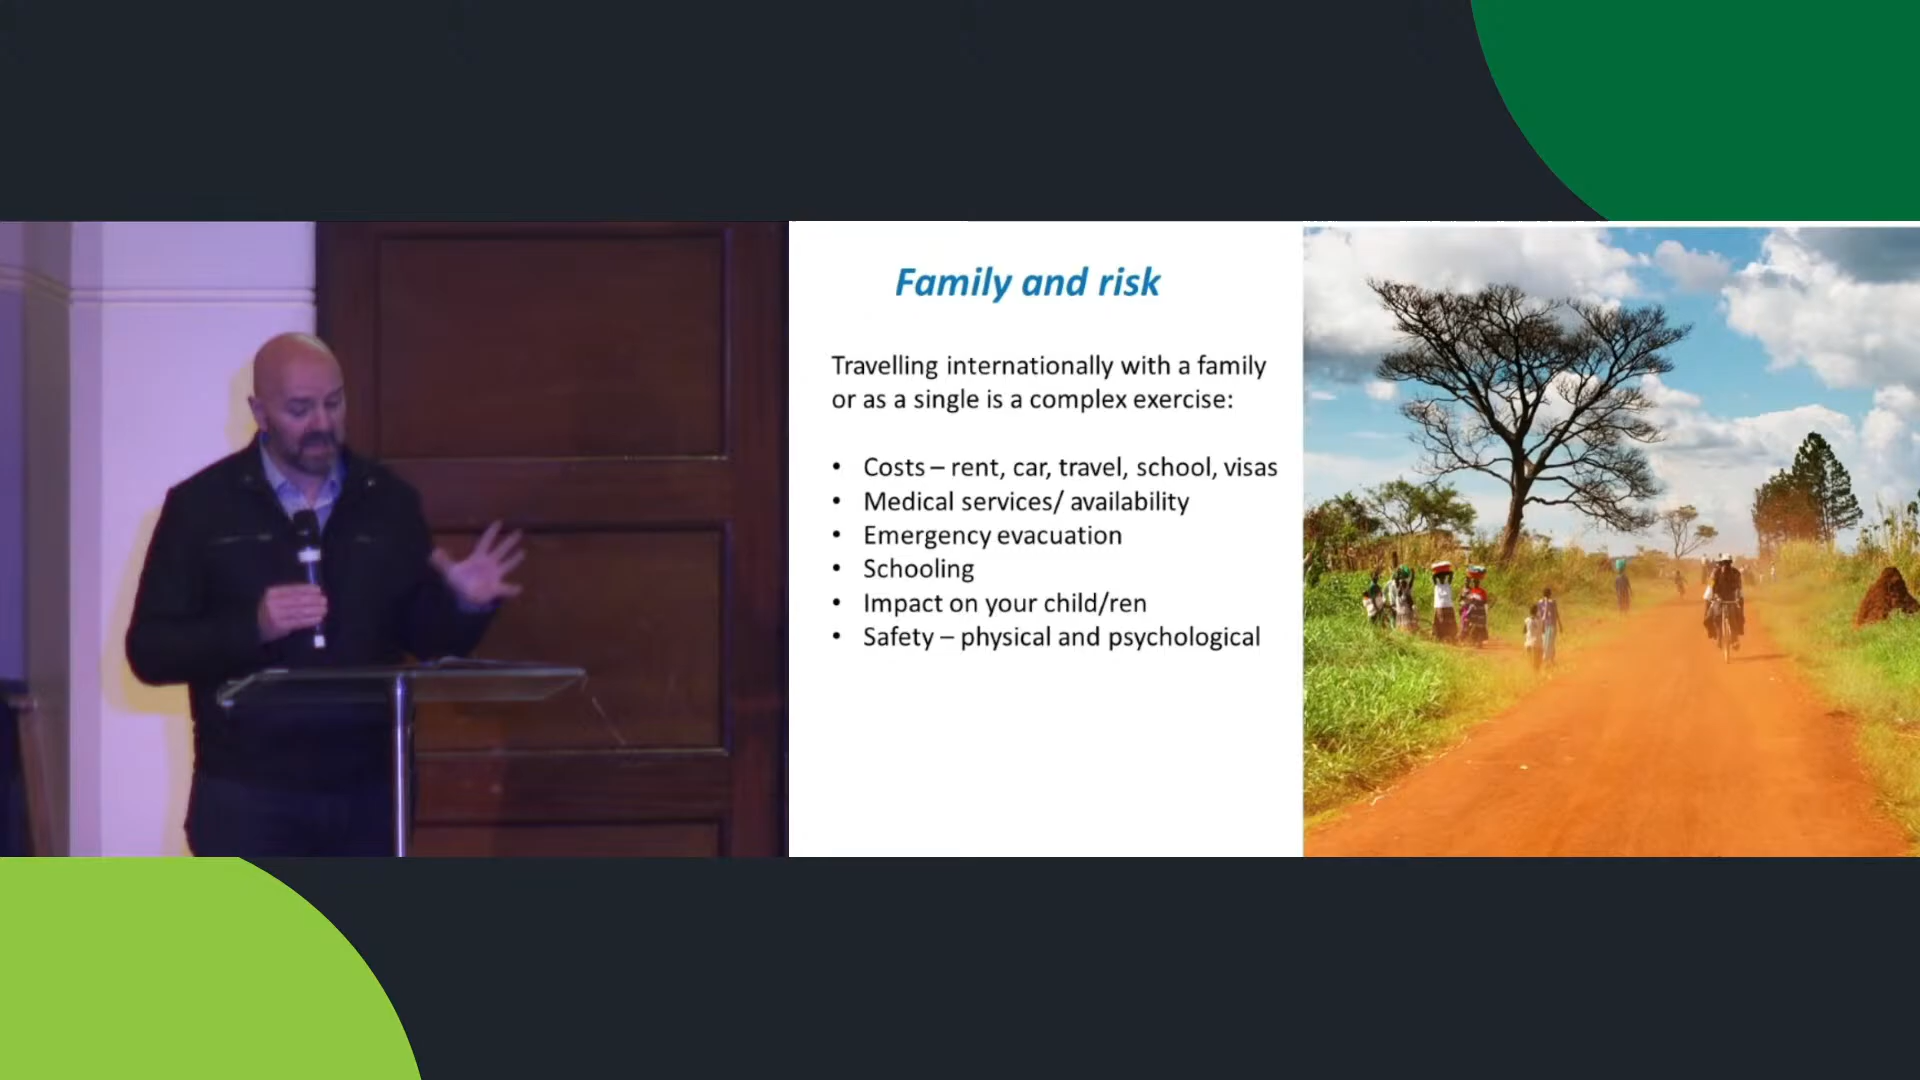 Family and risk
Travelling internationally with a family
or as a single is a complex exercise:
• Costs – rent, car, travel, school, visas
• Medical services/ availability
• Emergency evacuation
• Schooling
• Impact on your child/ren
• Safety – physical and psychological